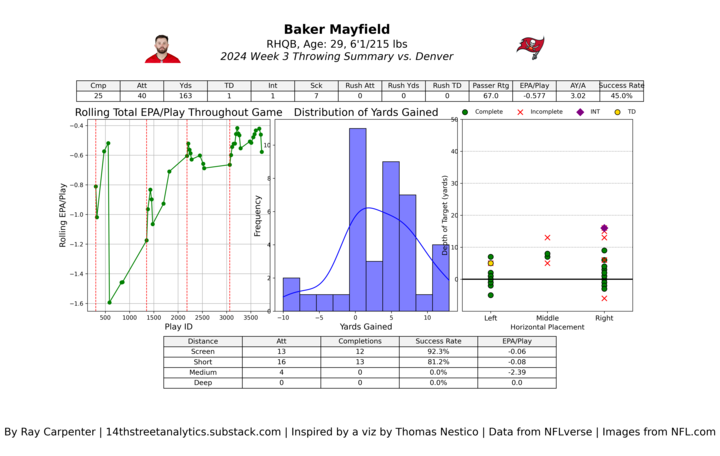 Baker Mayfield
RHQB, Age: 29, 6'1/215 lbs
2024 Week 3 Throwing Summary vs. Denver
Cmp Att Yds TD Int Sck Rush Att Rush Yds Rush TD Passer Rtg EPA/Play AY/A Success Rate
25 40 163 1 1 7 0 0 0 67.0 -0.577 3.02 45.0%
Rolling Total EPA/Play Throughout Game
Rolling EPA/Play
−0.4
−0.6
−0.8
−1.0
−1.2
−1.4
−1.6
500 1000 1500 2000 2500 3000 3500
Play ID
Distribution of Yards Gained
Frequency
10
8
6
4
2
0
−10 −5 0 5 10
Yards Gained
Complete Incomplete INT TD
Depth of Target (yards)
50
40
30
20
10
0
Left Middle Right
Horizontal Placement
Distance Att Completions Success Rate EPA/Play
Screen 13 12 92.3% -0.06
Short 16 13 81.2% -0.08
Medium 4 0 0.0% -2.39
Deep 0 0 0.0% 0.0
By Ray Carpenter | 14thstreetanalytics.substack.com | Inspired by a viz by Thomas Nestico | Data from NFLverse | Images from NFL.com